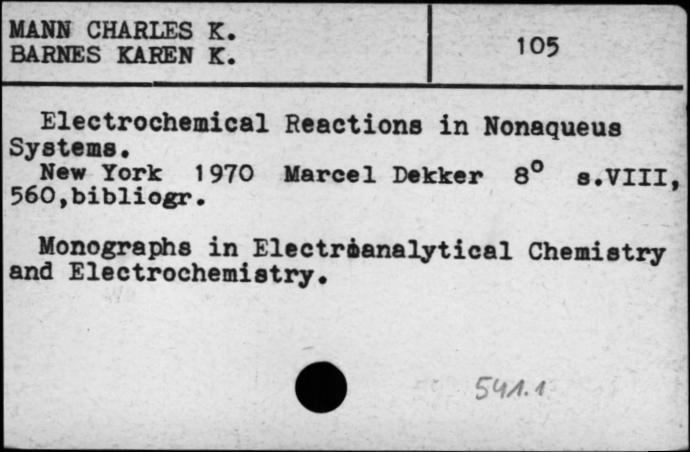 MANN CHARLES K.
BARNES KAREN K.
105
Electrochemical Reactions in Nonaqueus
Systems.
New York 1970 Marcel Dekker 8° s.VIII,
560,bibliogr.
Monographs in Electroanalytical Chemistry
and Electrochemistry.
541.1